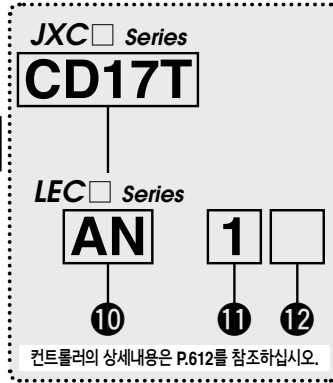 JXC□ Series
CD17T
LEC□ Series
AN 1 □
⑩ ⑪ ⑫
컨트롤러의 상세내용은 P.612를 참조하십시오.